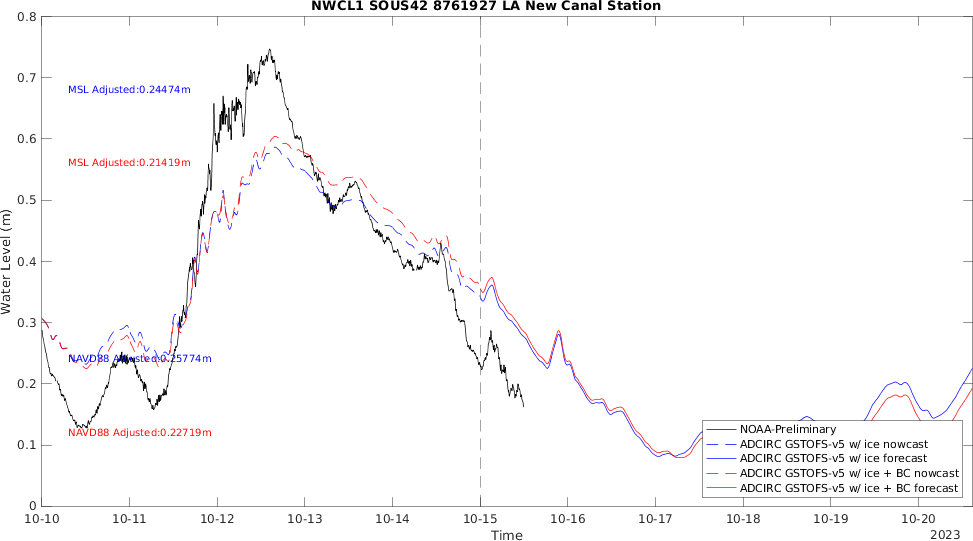 NWCL1 SOUS42 8761927 LA New Canal Station
0.8
0.7
0.6
0.5
0.4
0.3
0.2
0.1
0
Water Level (m)
MSL Adjusted:0.24474m
MSL Adjusted:0.21419m
NAVD88 Adjusted:0.25774m
NAVD88 Adjusted:0.22719m
NOAA-Preliminary
ADCIRC GSTOFS-v5 w/ ice nowcast
ADCIRC GSTOFS-v5 w/ ice forecast
ADCIRC GSTOFS-v5 w/ ice + BC nowcast
ADCIRC GSTOFS-v5 w/ ice + BC forecast
10-10 10-11 10-12 10-13 10-14 10-15 10-16 10-17 10-18 10-19 10-20
Time
2023